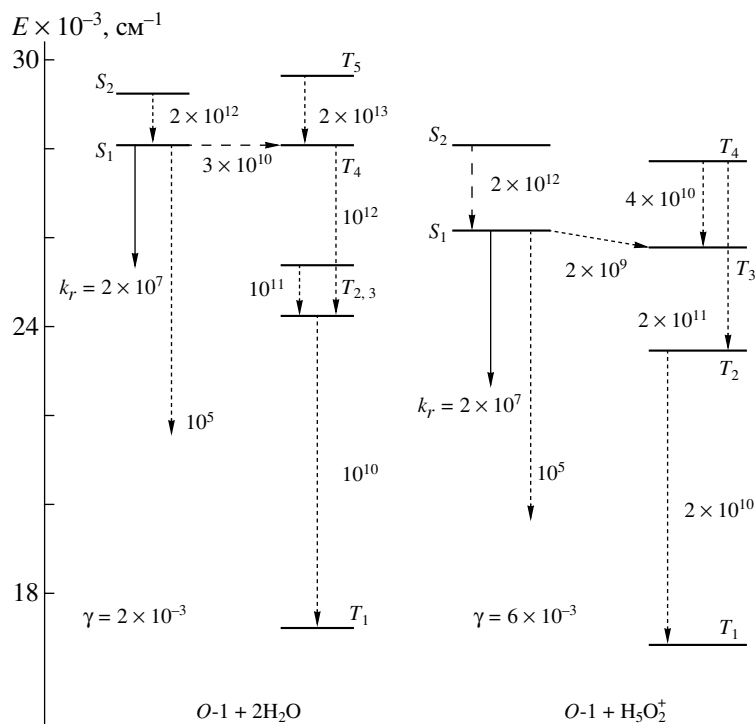 E × 10⁻³, см⁻¹
30
24
18
S₂
2 × 10¹²
S₁
3 × 10¹⁰
T₅
2 × 10¹³
T₄
10¹²
kᵣ = 2 × 10⁷
10¹¹
T₂,₃
10⁵
10¹⁰
γ = 2 × 10⁻³
T₁
O-1 + 2H₂O
S₂
2 × 10¹²
S₁
2 × 10⁹
T₄
4 × 10¹⁰
T₃
2 × 10¹¹
T₂
kᵣ = 2 × 10⁷
10⁵
2 × 10¹⁰
γ = 6 × 10⁻³
T₁
O-1 + H₅O₂⁺